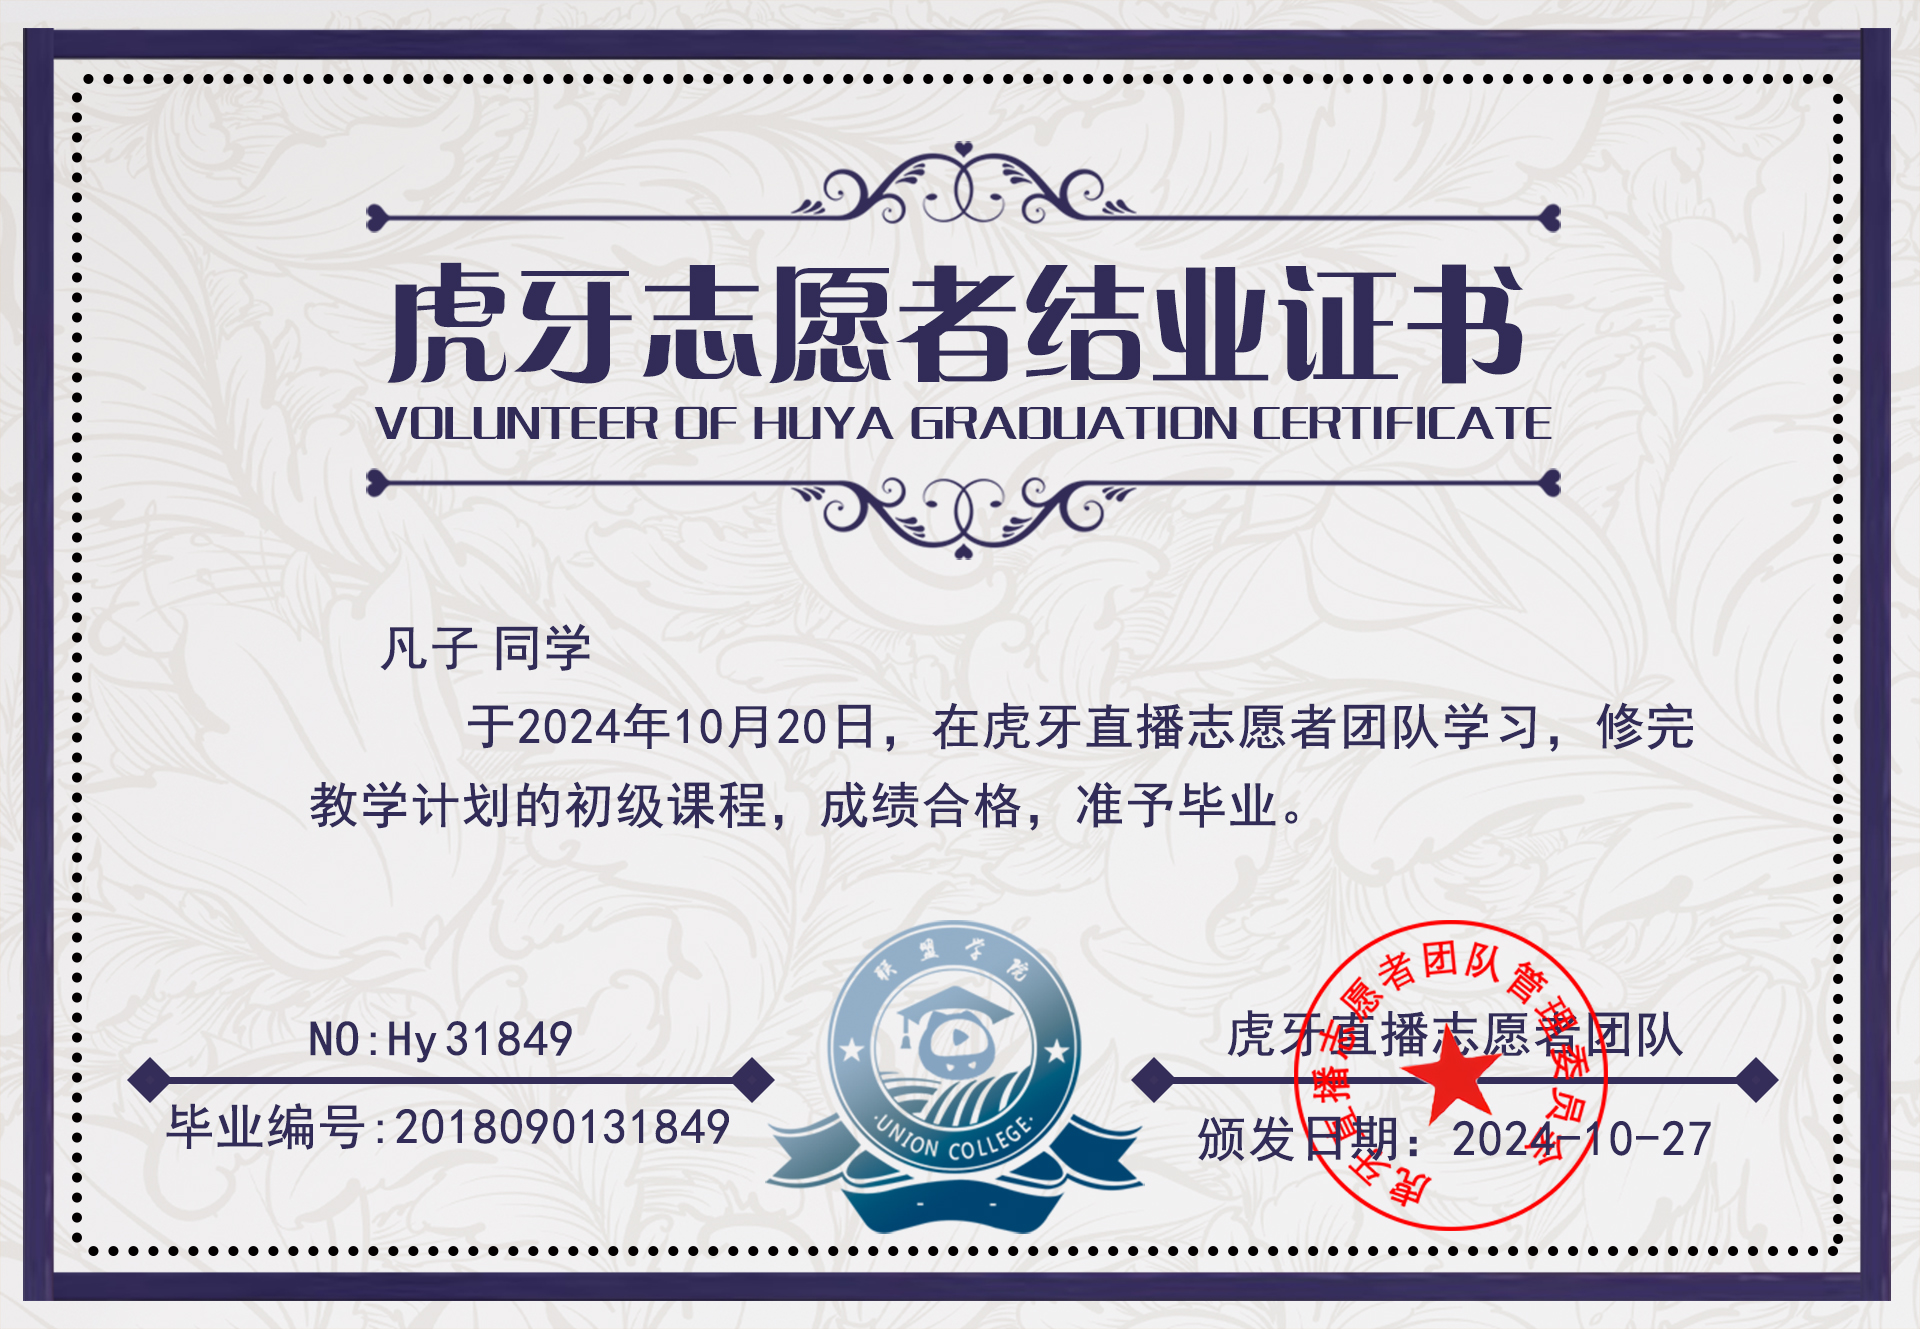 虎牙志愿者结业证书
VOLUNTEER OF HUYA GRADUATION CERTIFICATE
凡子 同学
于2024年10月20日，在虎牙直播志愿者团队学习，修完
教学计划的初级课程，成绩合格，准予毕业。
NO:Hy31849
毕业编号:2018090131849
联盟学院
·UNION COLLEGE·
虎牙直播志愿者团队
颁发日期：2024-10-27
虎牙直播志愿者团队管理委员会